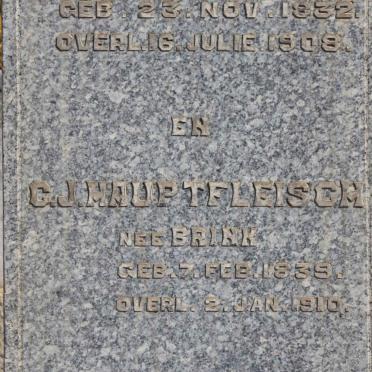 GEB. 23. NOV. 1832.
OVERL. 16. JULIE 1908.
EN
C.J. HAUPTFLEISCH
NEE BRINK
GEB. 7. FEB. 1839.
OVERL. 2. JAN. 1910.